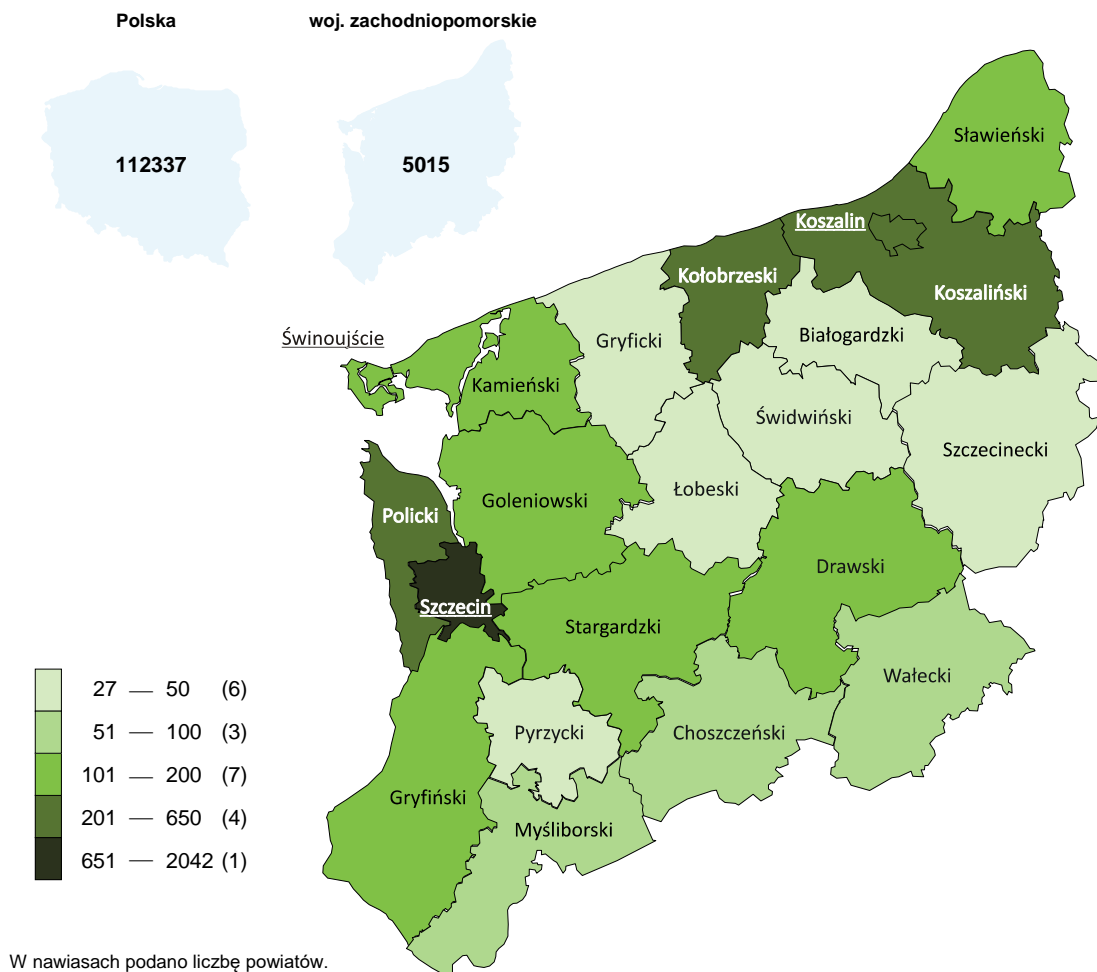 Polska
woj. zachodniopomorskie
112337
5015
Sławieński
Koszalin
Kołobrzeski
Koszaliński
Świnoujście
Gryficki
Białogardzki
Kamieński
Świdwiński
Szczecinecki
Łobeski
Goleniowski
Policki
Drawski
Szczecin
Stargardzki
Wałecki
Pyrzycki
Choszczeński
Gryfiński
Myśliborski
27 — 50 (6)
51 — 100 (3)
101 — 200 (7)
201 — 650 (4)
651 — 2042 (1)
W nawiasach podano liczbę powiatów.